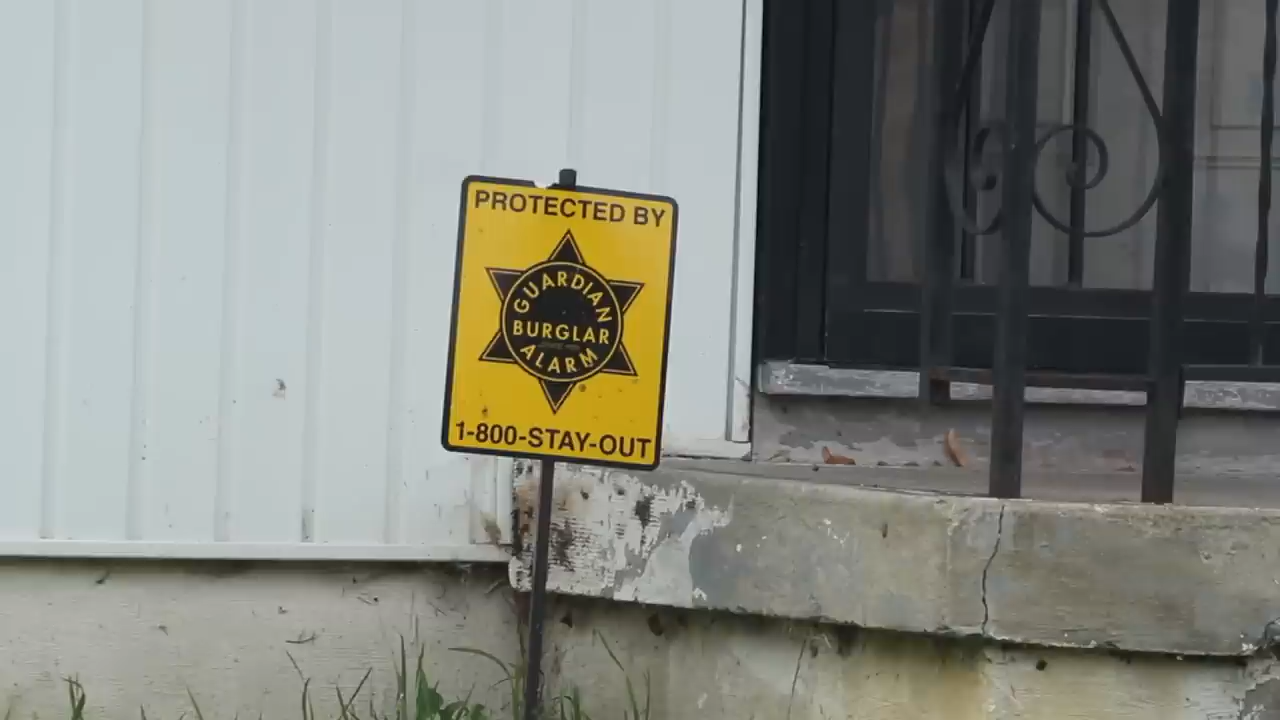 PROTECTED BY
GUARDIAN
BURGLAR
ALARM
1-800-STAY-OUT